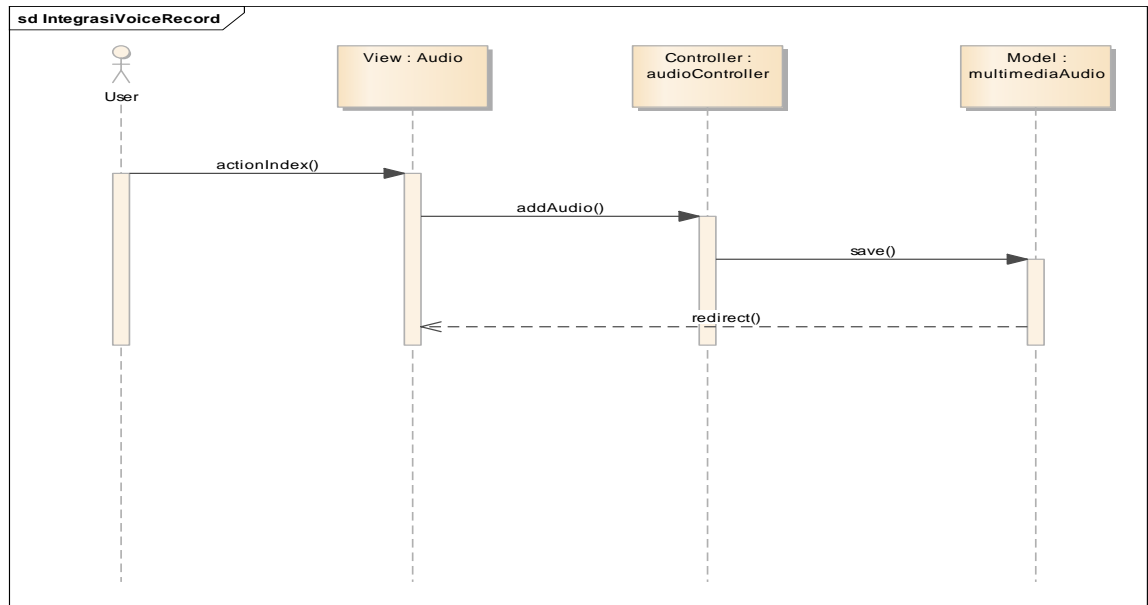 sd IntegrasiVoiceRecord
User
View : Audio
Controller :
audioController
Model :
multimediaAudio
actionIndex()
addAudio()
save()
redirect()